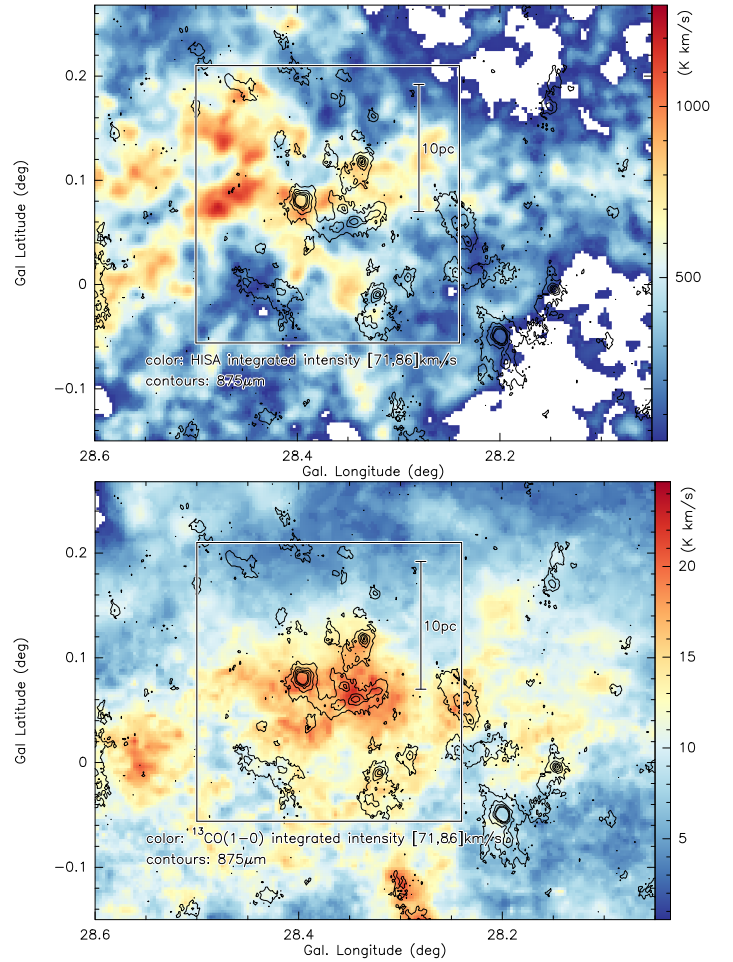 (K km/s)
0.2
1000
10pc
0.1
Gal Latitude (deg)
500
0
color: HISA integrated intensity [71,86]km/s
contours: 875μm
−0.1
28.6
28.4
28.2
Gal. Longitude (deg)
(K km/s)
20
0.2
10pc
0.1
15
Gal Latitude (deg)
0
10
color: ¹³CO(1−0) integrated intensity [71,86]km/s
5
contours: 875μm
−0.1
28.6
28.4
28.2
Gal. Longitude (deg)